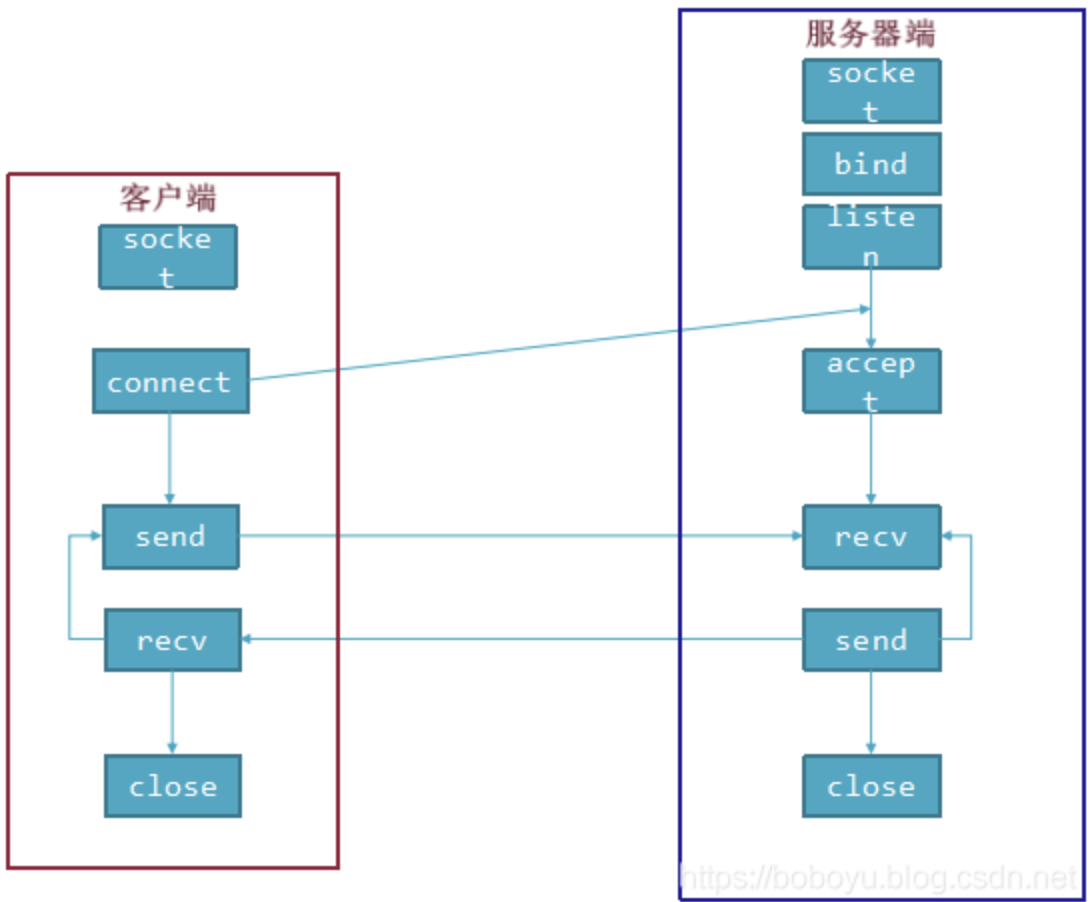 服务器端
socke
t
bind
liste
n
客户端
socke
t
connect
accep
t
send
recv
recv
send
close
close
https://boboyu.blog.csdn.net